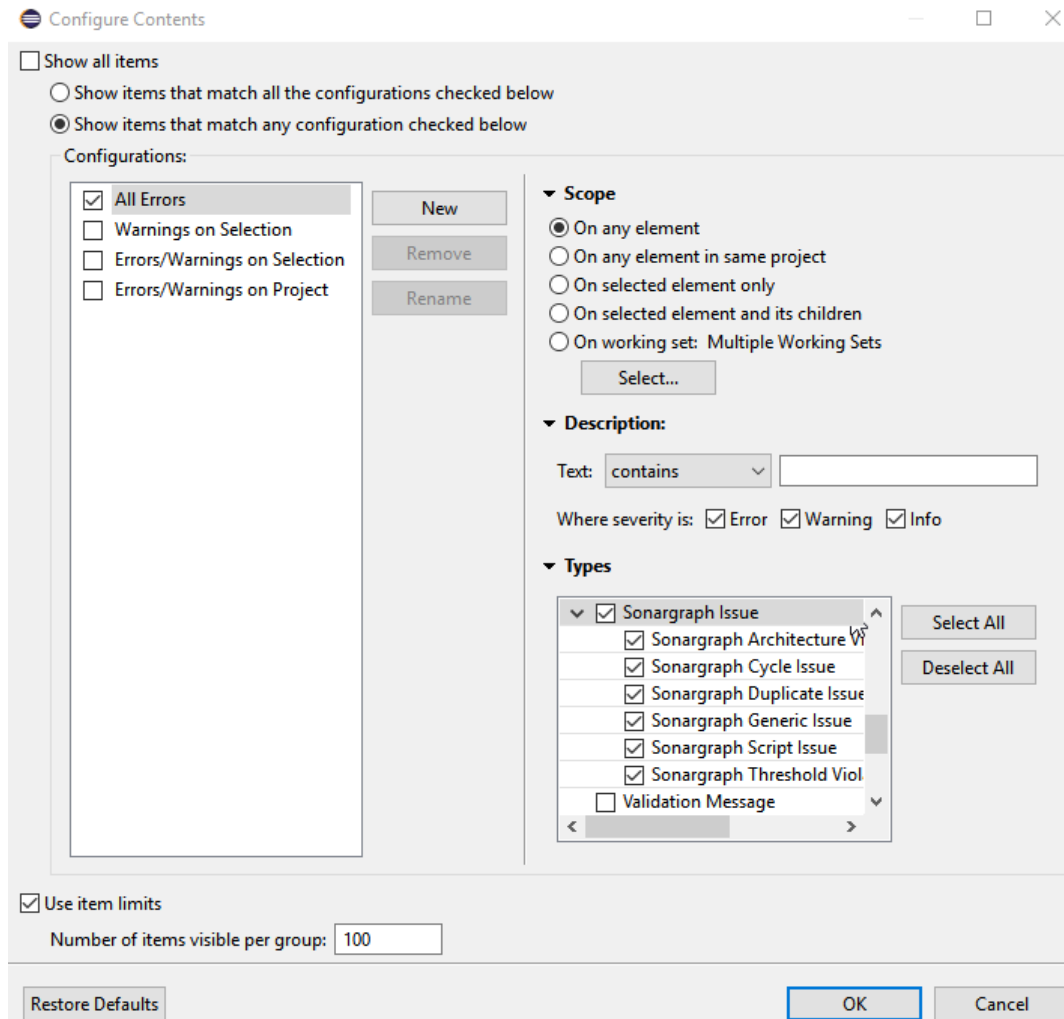 Configure Contents
Show all items
Show items that match all the configurations checked below
Show items that match any configuration checked below
Configurations:
All Errors
Warnings on Selection
Errors/Warnings on Selection
Errors/Warnings on Project
New
Remove
Rename
Scope
On any element
On any element in same project
On selected element only
On selected element and its children
On working set: Multiple Working Sets
Select...
Description:
Text: contains
Where severity is: Error Warning Info
Types
Sonargraph Issue
Sonargraph Architecture
Sonargraph Cycle Issue
Sonargraph Duplicate Issue
Sonargraph Generic Issue
Sonargraph Script Issue
Sonargraph Threshold Viol
Validation Message
Select All
Deselect All
Use item limits
Number of items visible per group: 100
Restore Defaults
OK Cancel